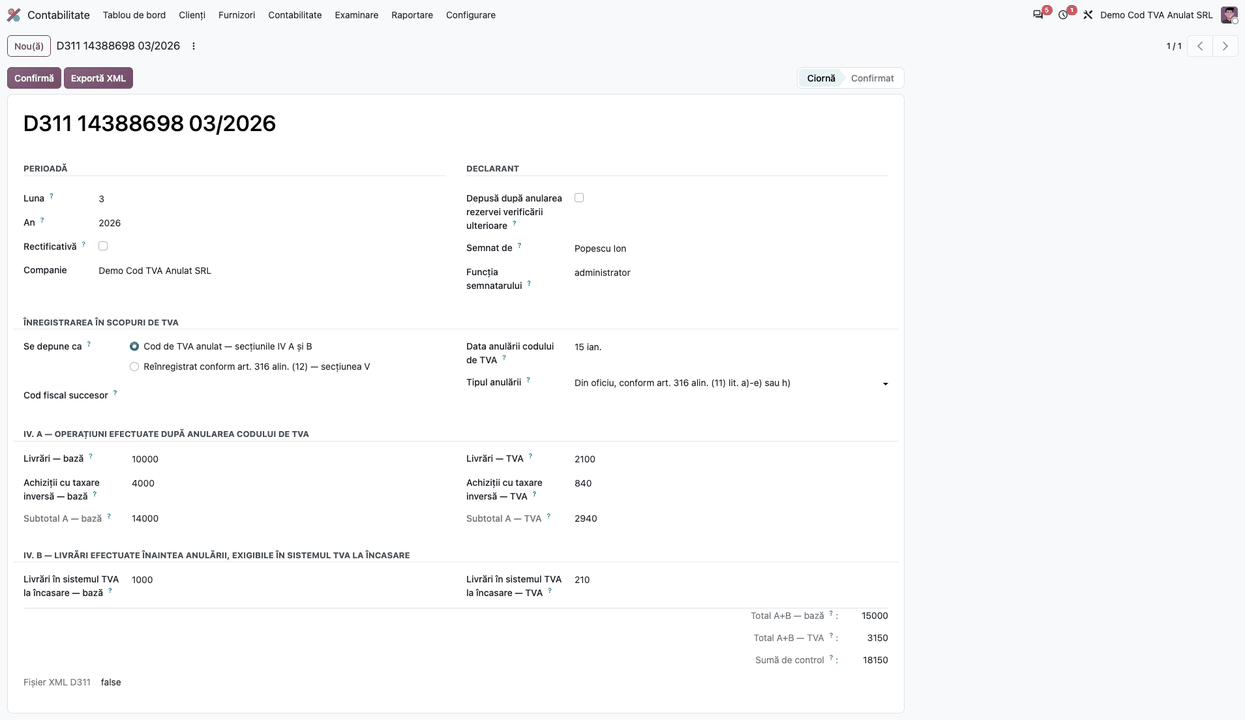 Contabilitate Tablou de bord Clienți Furnizori Contabilitate Examinare Raportare Configurare 5 1 Demo Cod TVA Anulat SRL
Nou(ă) D311 14388698 03/2026 1 / 1
Confirmă Exportă XML Ciornă Confirmat
D311 14388698 03/2026
PERIOADĂ
Luna ? 3
An ? 2026
Rectificativă ?
Companie Demo Cod TVA Anulat SRL
DECLARANT
Depusă după anularea
rezervei verificării
ulterioare ?
Semnat de ? Popescu Ion
Funcția administrator
semnatarului ?
ÎNREGISTRAREA ÎN SCOPURI DE TVA
Se depune ca ? Cod de TVA anulat — secțiunile IV A și B
Reînregistrat conform art. 316 alin. (12) — secțiunea V
Cod fiscal succesor ?
Data anulării codului 15 ian.
de TVA ?
Tipul anulării ? Din oficiu, conform art. 316 alin. (11) lit. a)-e) sau h)
IV. A — OPERAȚIUNI EFECTUATE DUPĂ ANULAREA CODULUI DE TVA
Livrări — bază ? 10000 Livrări — TVA ? 2100
Achiziții cu taxare 4000 Achiziții cu taxare 840
inversă — bază ? inversă — TVA ?
Subtotal A — bază ? 14000 Subtotal A — TVA ? 2940
IV. B — LIVRĂRI EFECTUATE ÎNAINTEA ANULĂRII, EXIGIBILE ÎN SISTEMUL TVA LA ÎNCASARE
Livrări în sistemul TVA 1000 Livrări în sistemul TVA 210
la încasare — bază ? la încasare — TVA ?
Total A+B — bază ? : 15000
Total A+B — TVA ? : 3150
Sumă de control ? : 18150
Fișier XML D311 false